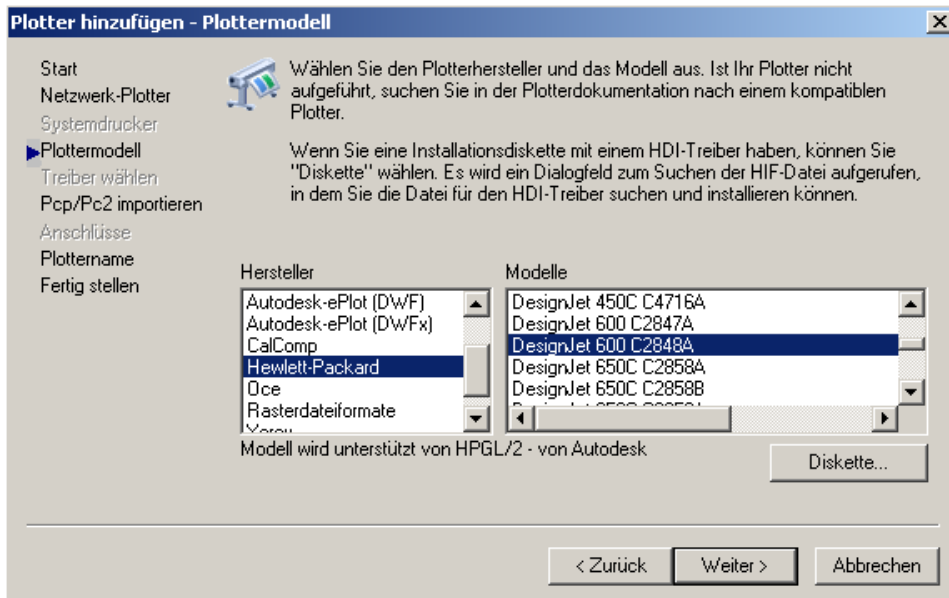 Plotter hinzufügen - Plottermodell
Start
Netzwerk-Plotter
Systemdrucker
Plottermodell
Treiber wählen
Pcp/Pc2 importieren
Anschlüsse
Plottername
Fertig stellen
Wählen Sie den Plotterhersteller und das Modell aus. Ist Ihr Plotter nicht
aufgeführt, suchen Sie in der Plotterdokumentation nach einem kompatiblen
Plotter.
Wenn Sie eine Installationsdiskette mit einem HDI-Treiber haben, können Sie
"Diskette" wählen. Es wird ein Dialogfeld zum Suchen der HIF-Datei aufgerufen,
in dem Sie die Datei für den HDI-Treiber suchen und installieren können.
Hersteller
Autodesk-ePlot (DWF)
Autodesk-ePlot (DWFx)
CalComp
Hewlett-Packard
Oce
Rasterdateiformate
Modelle
DesignJet 450C C4716A
DesignJet 600 C2847A
DesignJet 600 C2848A
DesignJet 650C C2858A
DesignJet 650C C2858B
Modell wird unterstützt von HPGL/2 - von Autodesk
Diskette...
< Zurück
Weiter >
Abbrechen